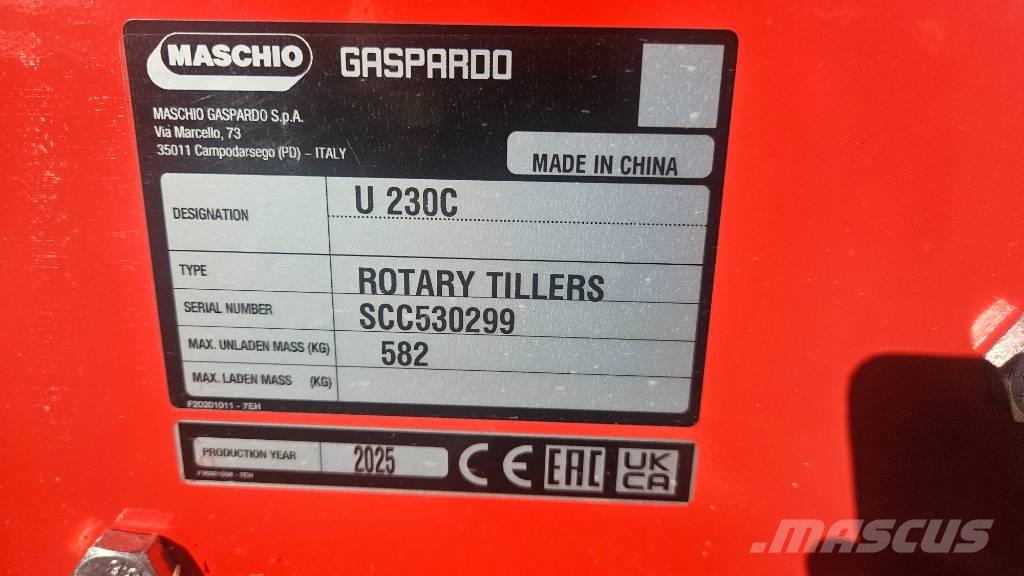 MASCHIO GASPARDO
MASCHIO GASPARDO S.p.A.
Via Marcello, 73
35011 Campodarsego (PD) – ITALY
MADE IN CHINA
DESIGNATION U 230C
TYPE ROTARY TILLERS
SERIAL NUMBER SCC530299
MAX. UNLADEN MASS (KG) 582
MAX. LADEN MASS (KG)
F20201011 - 7EH
PRODUCTION YEAR 2025 CE EAC UK CA
MASCUS